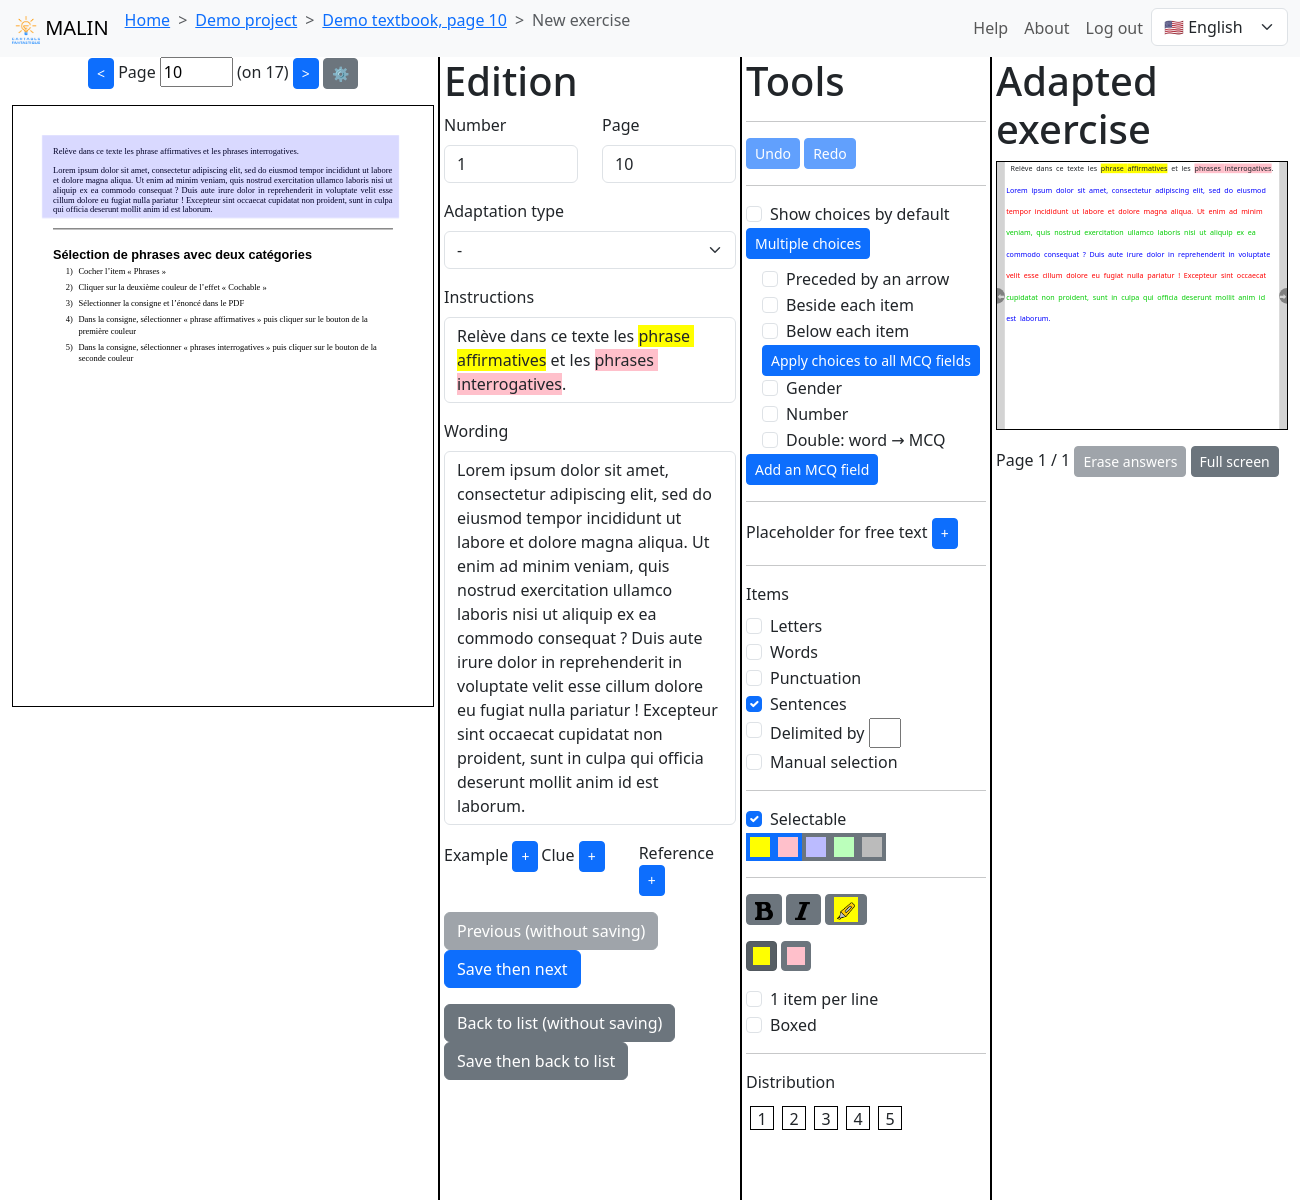 MALIN Home > Demo project > Demo textbook, page 10 > New exercise Help About Log out 🇺🇸 English
< Page 10 (on 17) > ⚙️
Relève dans ce texte les phrase affirmatives et les phrases interrogatives.
Lorem ipsum dolor sit amet, consectetur adipiscing elit, sed do eiusmod tempor incididunt ut labore
et dolore magna aliqua. Ut enim ad minim veniam, quis nostrud exercitation ullamco laboris nisi ut
aliquip ex ea commodo consequat ? Duis aute irure dolor in reprehenderit in voluptate velit esse
cillum dolore eu fugiat nulla pariatur ! Excepteur sint occaecat cupidatat non proident, sunt in culpa
qui officia deserunt mollit anim id est laborum.
Sélection de phrases avec deux catégories
1) Cocher l’item « Phrases »
2) Cliquer sur la deuxième couleur de l’effet « Cochable »
3) Sélectionner la consigne et l’énoncé dans le PDF
4) Dans la consigne, sélectionner « phrase affirmatives » puis cliquer sur le bouton de la
première couleur
5) Dans la consigne, sélectionner « phrases interrogatives » puis cliquer sur le bouton de la
seconde couleur
Edition
Number Page
1 10
Adaptation type
-
Instructions
Relève dans ce texte les phrase
affirmatives et les phrases
interrogatives.
Wording
Lorem ipsum dolor sit amet,
consectetur adipiscing elit, sed do
eiusmod tempor incididunt ut
labore et dolore magna aliqua. Ut
enim ad minim veniam, quis
nostrud exercitation ullamco
laboris nisi ut aliquip ex ea
commodo consequat ? Duis aute
irure dolor in reprehenderit in
voluptate velit esse cillum dolore
eu fugiat nulla pariatur ! Excepteur
sint occaecat cupidatat non
proident, sunt in culpa qui officia
deserunt mollit anim id est
laborum.
Example + Clue + Reference
+
Previous (without saving)
Save then next
Back to list (without saving)
Save then back to list
Tools
Undo Redo
Show choices by default
Multiple choices
Preceded by an arrow
Beside each item
Below each item
Apply choices to all MCQ fields
Gender
Number
Double: word → MCQ
Add an MCQ field
Placeholder for free text +
Items
Letters
Words
Punctuation
Sentences
Delimited by
Manual selection
Selectable
B I
1 item per line
Boxed
Distribution
1 2 3 4 5
Adapted
exercise
Relève dans ce texte les phrase affirmatives et les phrases interrogatives.
Lorem ipsum dolor sit amet, consectetur adipiscing elit, sed do eiusmod
tempor incididunt ut labore et dolore magna aliqua. Ut enim ad minim
veniam, quis nostrud exercitation ullamco laboris nisi ut aliquip ex ea
commodo consequat ? Duis aute irure dolor in reprehenderit in voluptate
velit esse cillum dolore eu fugiat nulla pariatur ! Excepteur sint occaecat
cupidatat non proident, sunt in culpa qui officia deserunt mollit anim id
est laborum.
Page 1 / 1 Erase answers Full screen